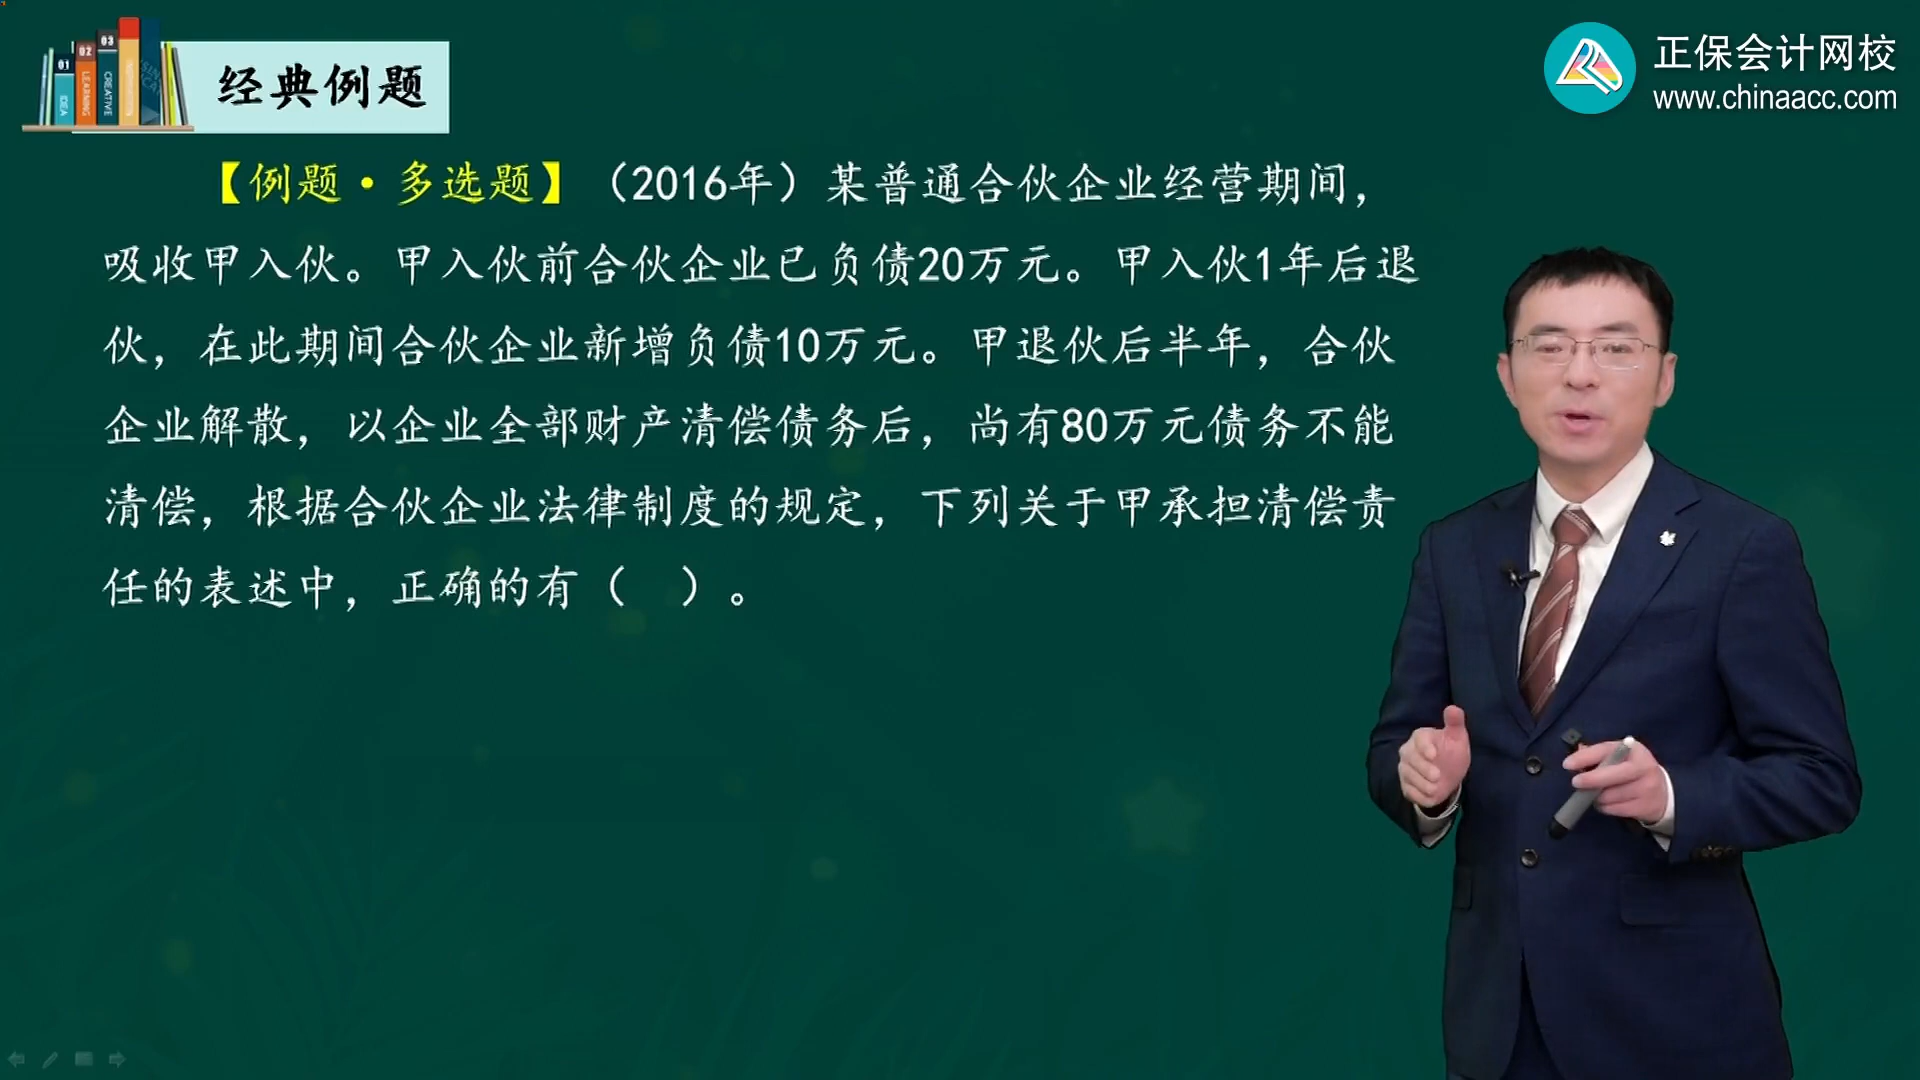 01
02
03
IDEA
LEARNING
CREATIVE
经典例题
正保会计网校
www.chinaacc.com
【例题·多选题】（2016年）某普通合伙企业经营期间，
吸收甲入伙。甲入伙前合伙企业已负债20万元。甲入伙1年后退
伙，在此期间合伙企业新增负债10万元。甲退伙后半年，合伙
企业解散，以企业全部财产清偿债务后，尚有80万元债务不能
清偿，根据合伙企业法律制度的规定，下列关于甲承担清偿责
任的表述中，正确的有（ ）。